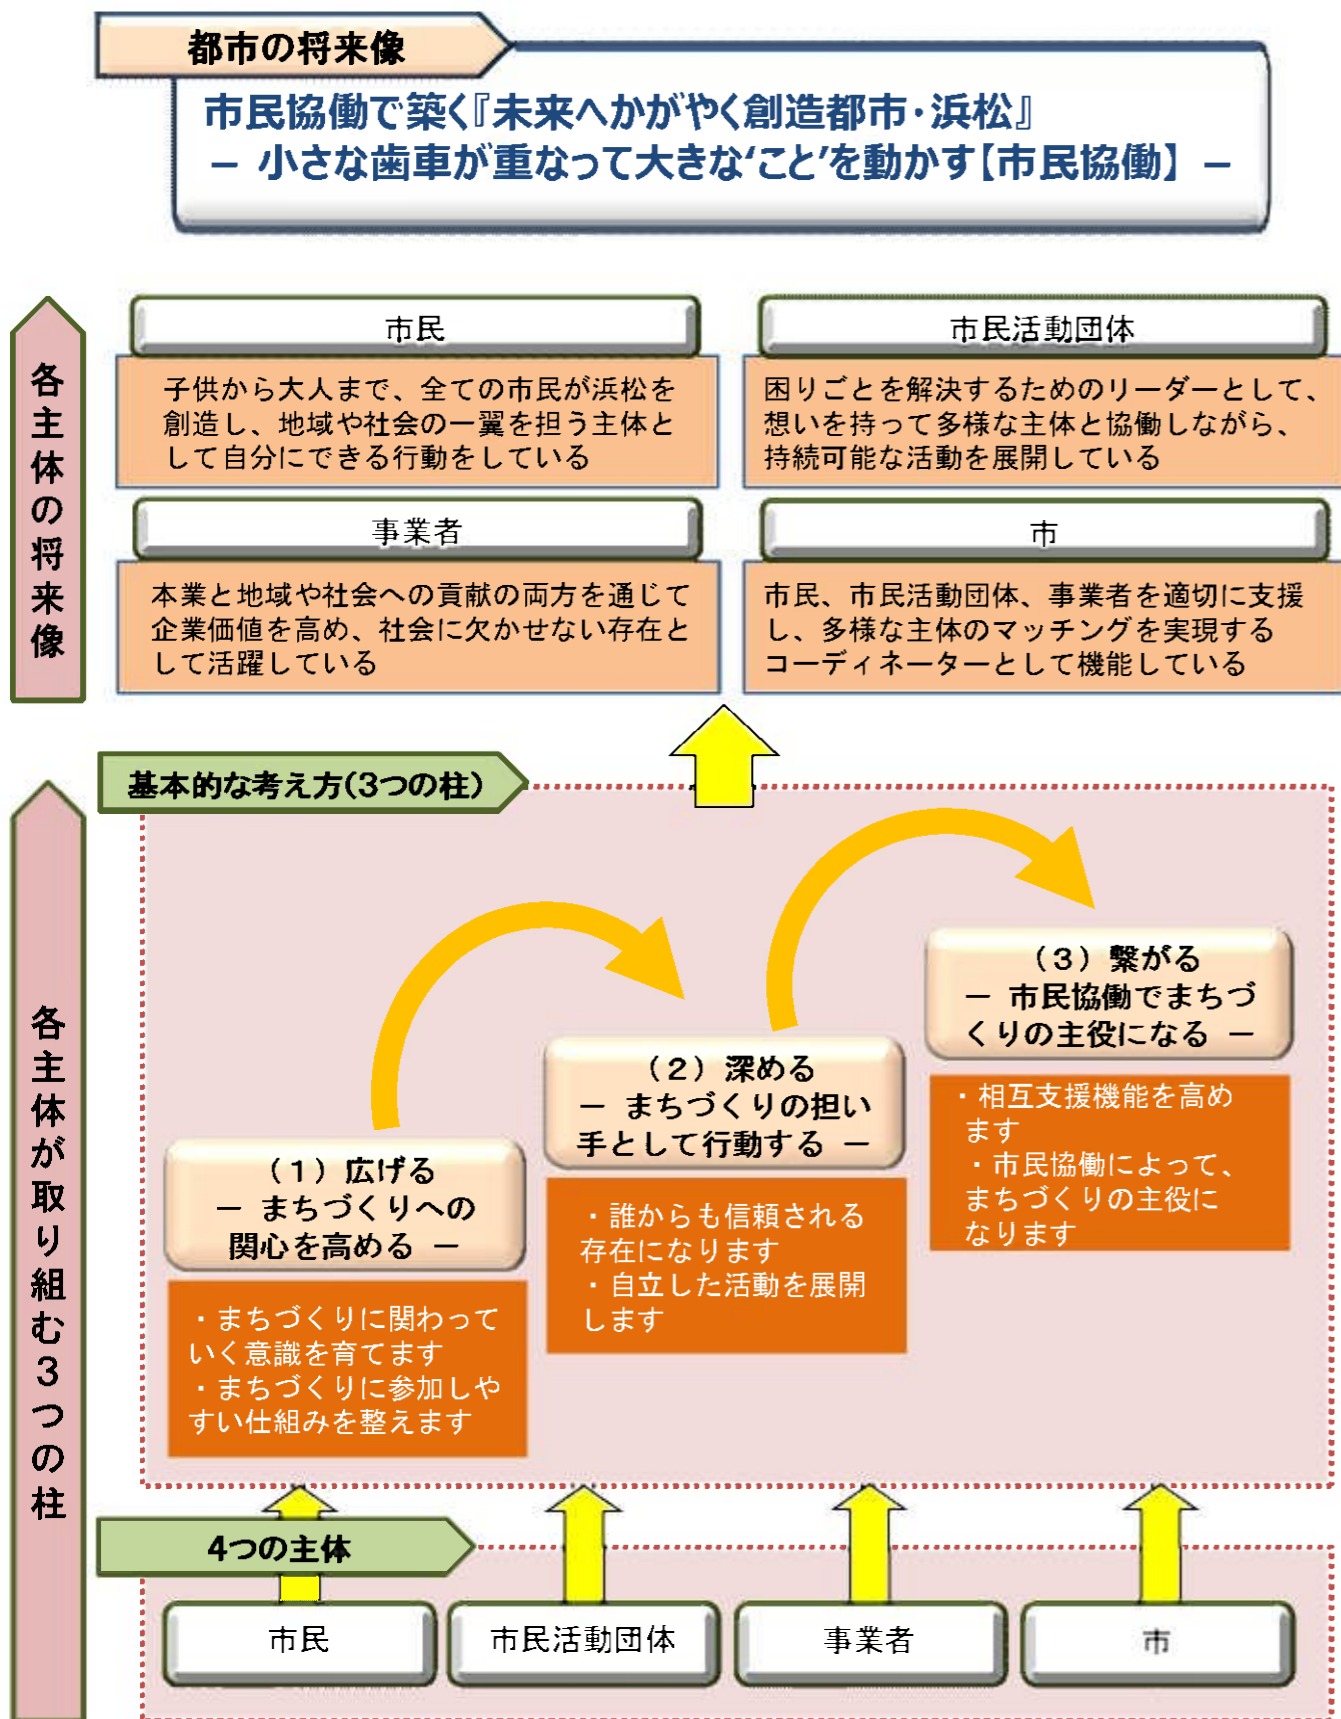 都市の将来像
市民協働で築く『未来へかがやく創造都市・浜松』
－ 小さな歯車が重なって大きな‘こと’を動かす【市民協働】 －
各主体の将来像
市民
子供から大人まで、全ての市民が浜松を
創造し、地域や社会の一翼を担う主体と
して自分にできる行動をしている
市民活動団体
困りごとを解決するためのリーダーとして、
想いを持って多様な主体と協働しながら、
持続可能な活動を展開している
事業者
本業と地域や社会への貢献の両方を通じて
企業価値を高め、社会に欠かせない存在と
して活躍している
市
市民、市民活動団体、事業者を適切に支援
し、多様な主体のマッチングを実現する
コーディネーターとして機能している
各主体が取り組む３つの柱
基本的な考え方(3つの柱)
（１）広げる
－ まちづくりへの
関心を高める －
・まちづくりに関わって
いく意識を育てます
・まちづくりに参加しや
すい仕組みを整えます
（２）深める
－ まちづくりの担い
手として行動する －
・誰からも信頼される
存在になります
・自立した活動を展開
します
（３）繋がる
－ 市民協働でまちづ
くりの主役になる －
・相互支援機能を高め
ます
・市民協働によって、
まちづくりの主役に
なります
4つの主体
市民
市民活動団体
事業者
市